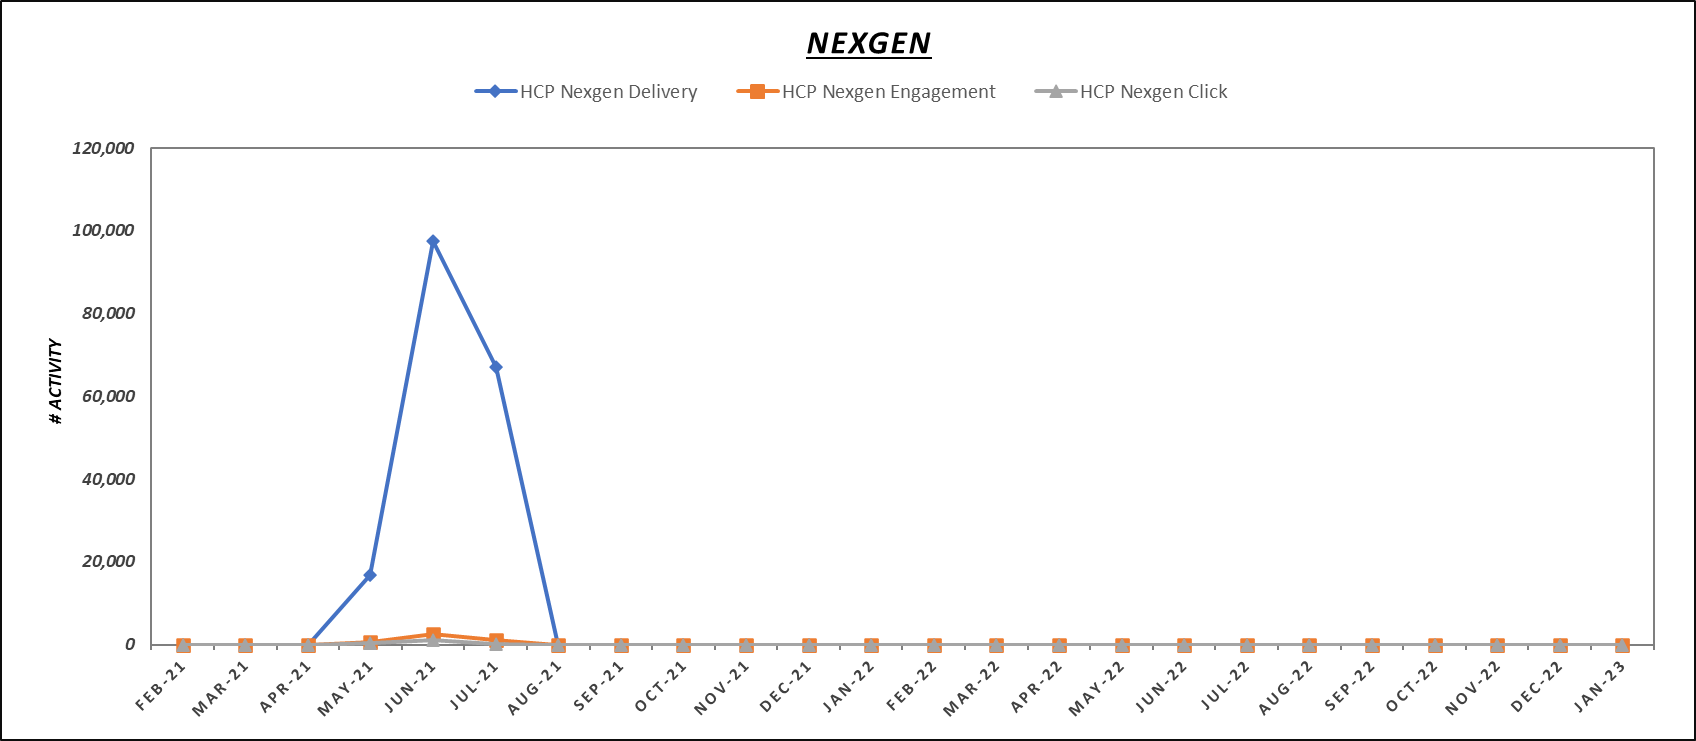 NEXGEN
HCP Nexgen Delivery HCP Nexgen Engagement HCP Nexgen Click
120,000
100,000
80,000
60,000
40,000
20,000
0
# ACTIVITY
FEB-21 MAR-21 APR-21 MAY-21 JUN-21 JUL-21 AUG-21 SEP-21 OCT-21 NOV-21 DEC-21 JAN-22 FEB-22 MAR-22 APR-22 MAY-22 JUN-22 JUL-22 AUG-22 SEP-22 OCT-22 NOV-22 DEC-22 JAN-23